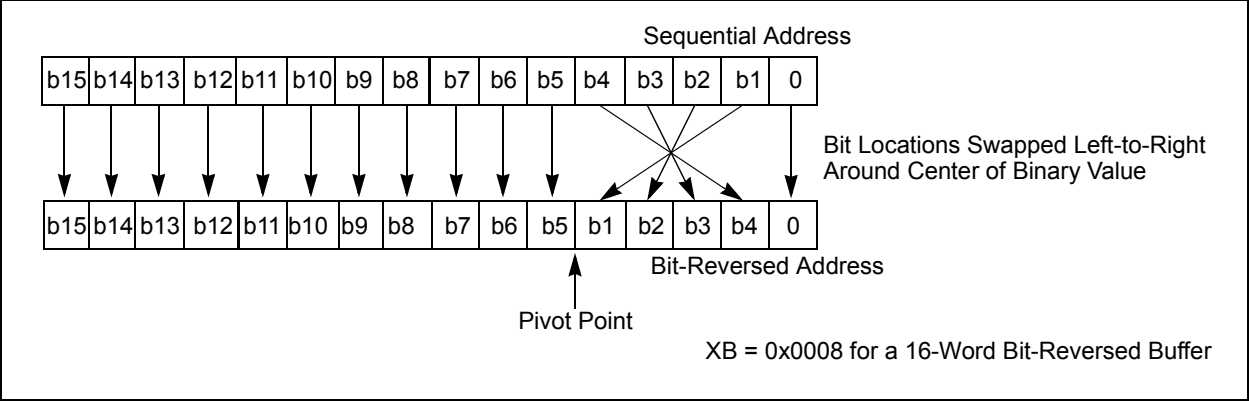 Sequential Address
b15 b14 b13 b12 b11 b10 b9 b8 b7 b6 b5 b4 b3 b2 b1 0
Bit Locations Swapped Left-to-Right
Around Center of Binary Value
b15 b14 b13 b12 b11 b10 b9 b8 b7 b6 b5 b1 b2 b3 b4 0
Bit-Reversed Address
Pivot Point
XB = 0x0008 for a 16-Word Bit-Reversed Buffer